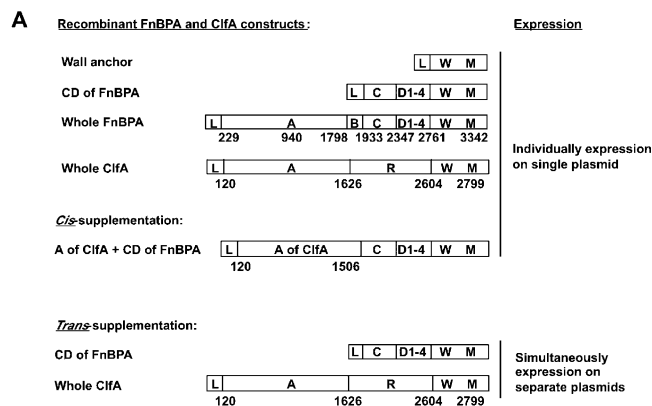 A
Recombinant FnBPA and ClfA constructs: Expression
Wall anchor L W M
CD of FnBPA L C D1-4 W M
Whole FnBPA L A B C D1-4 W M
229 940 1798 1933 2347 2761 3342
Individually expression
on single plasmid
Whole ClfA L A R W M
120 1626 2604 2799
Cis-supplementation:
A of ClfA + CD of FnBPA L A of ClfA C D1-4 W M
120 1506
Trans-supplementation:
CD of FnBPA L C D1-4 W M
Simultaneously
expression on
separate plasmids
Whole ClfA L A R W M
120 1626 2604 2799